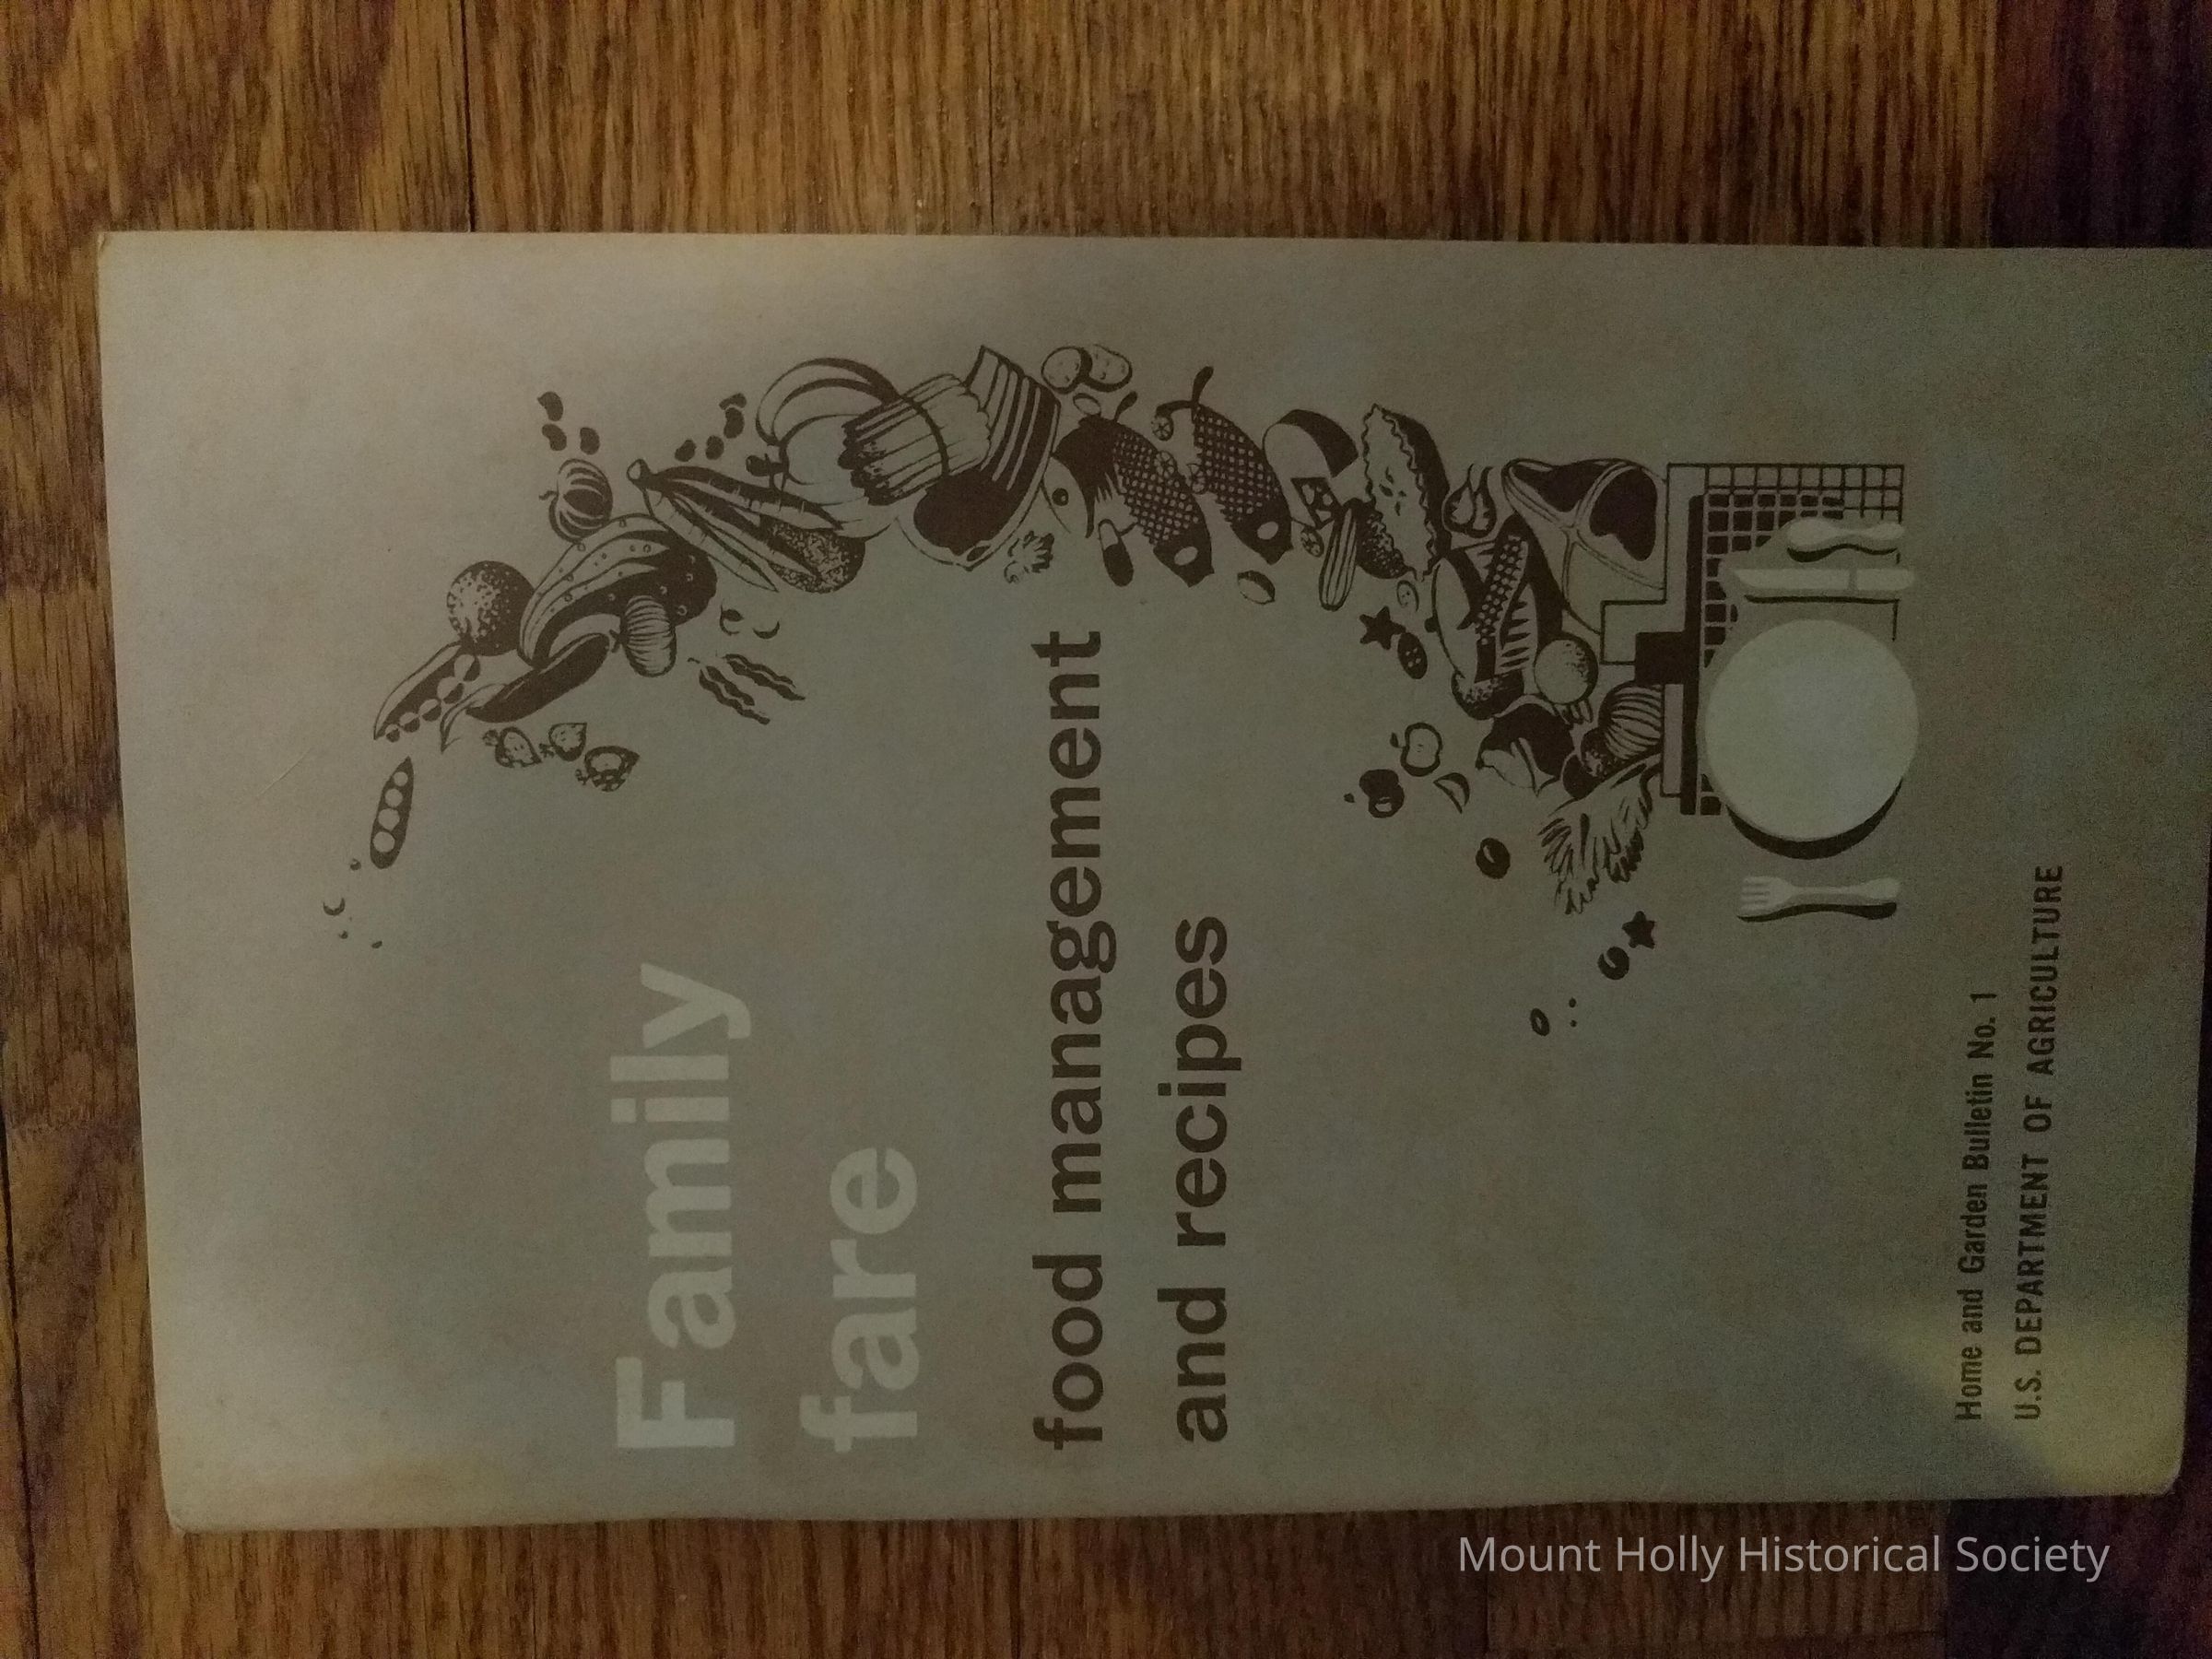 Family
fare
food management
and recipes
Home and Garden Bulletin No. 1
U.S. DEPARTMENT OF AGRICULTURE
Mount Holly Historical Society